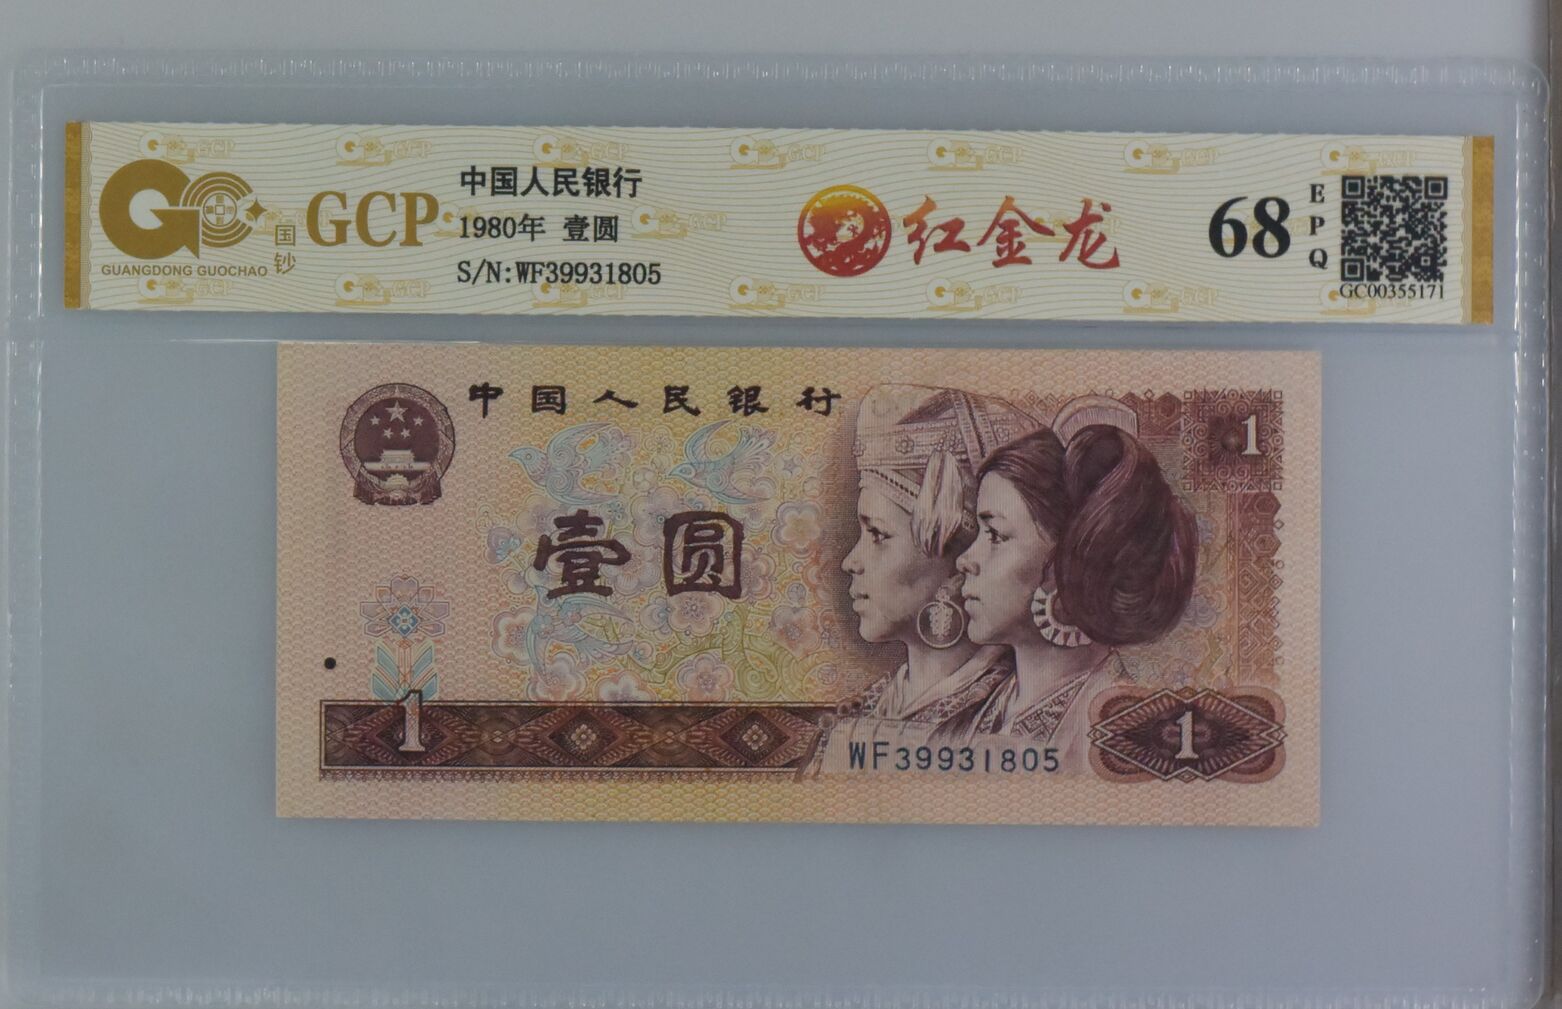 GUANGDONG GUOCHAO
国钞
GCP
中国人民银行
1980年 壹圆
S/N:WF39931805
红金龙
68
EPQ
GC00355171
中国人民银行
1
壹圆
1
WF39931805
1